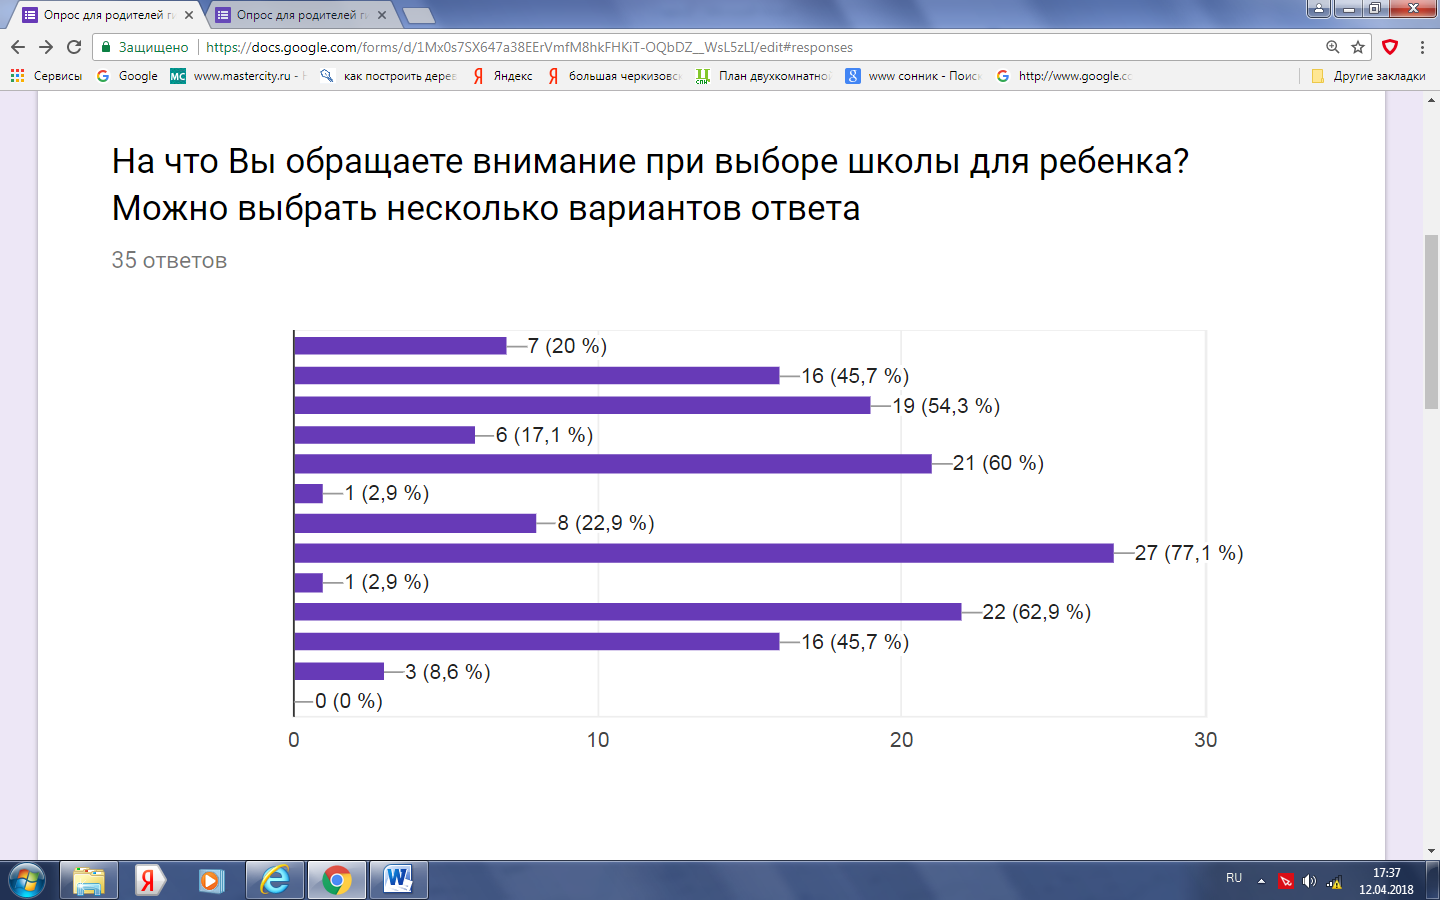 Опрос для родителей ги
Опрос для родителей ги
Защищено
https://docs.google.com/forms/d/1Mx0s7SX647a38EErVmfM8hkFHKiT-OQbDZ__WsL5zLI/edit#responses
Сервисы
Google
www.mastercity.ru -
как построить дерев
Яндекс
большая черкизовс
План двухкомнатной
www сонник - Поиск
http://www.google.co
Другие закладки
На что Вы обращаете внимание при выборе школы для ребенка?
Можно выбрать несколько вариантов ответа
35 ответов
7 (20 %)
16 (45,7 %)
19 (54,3 %)
6 (17,1 %)
21 (60 %)
1 (2,9 %)
8 (22,9 %)
27 (77,1 %)
1 (2,9 %)
22 (62,9 %)
16 (45,7 %)
3 (8,6 %)
0 (0 %)
0
10
20
30
RU
17:37
12.04.2018